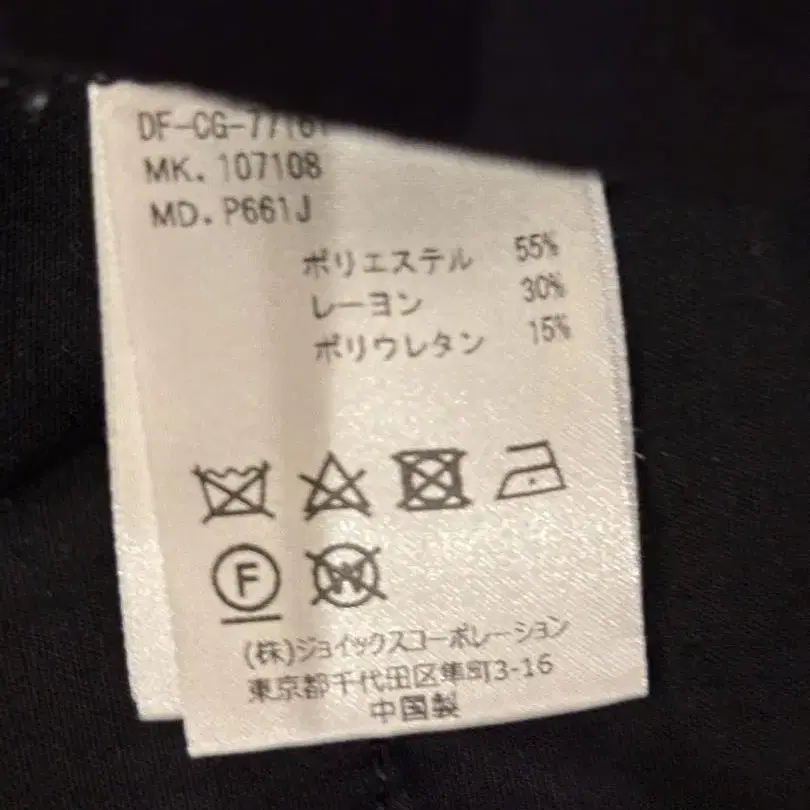 MK. 107108
MD. P661J
ポリエステル 55%
レーヨン 30%
ポリウレタン 15%
F
W
(株)ジョイックスコーポレーション
東京都千代田区隼町3-16
中国製